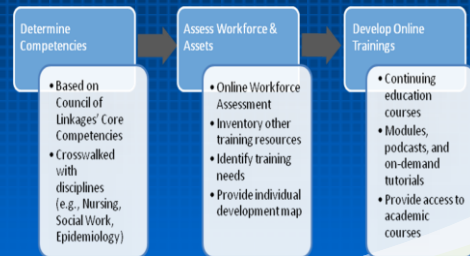 Determine
Competencies
• Based on
Council of
Linkages' Core
Competencies
• Crosswalked
with
disciplines
(e.g., Nursing,
Social Work,
Epidemiology)
Assess Workforce &
Assets
• Online Workforce
Assessment
• Inventory other
training resources
• Identify training
needs
• Provide individual
development map
Develop Online
Trainings
• Continuing
education
courses
• Modules,
podcasts, and
on-demand
tutorials
• Provide access to
academic
courses